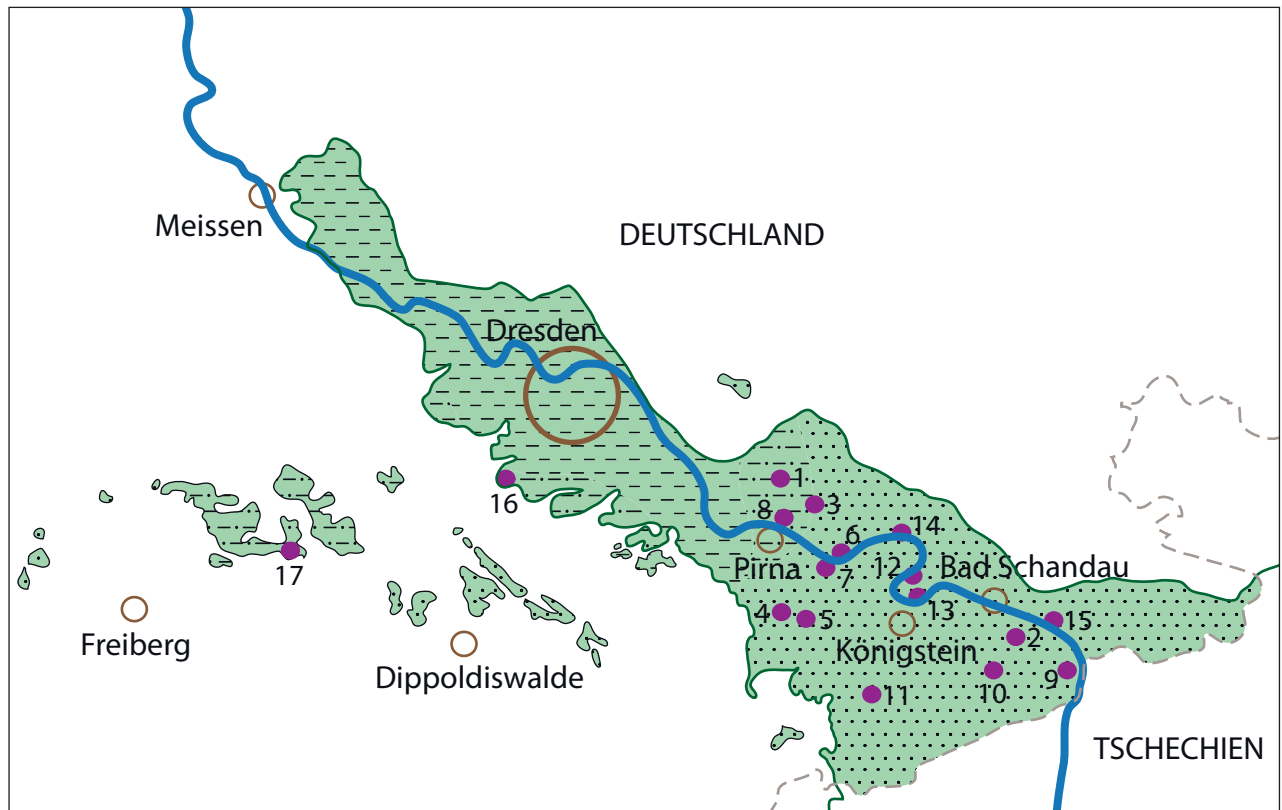 Meissen
DEUTSCHLAND
Dresden
1
16
3
8
14
6
17
Pirna
7
12
Bad Schandau
13
Freiberg
4
5
15
2
Königstein
Dippoldiswalde
10
9
11
TSCHECHIEN